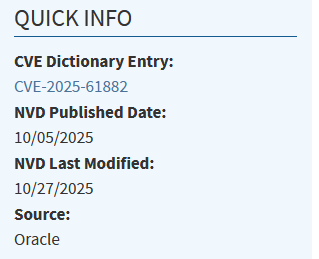 QUICK INFO
CVE Dictionary Entry:
CVE-2025-61882
NVD Published Date:
10/05/2025
NVD Last Modified:
10/27/2025
Source:
Oracle